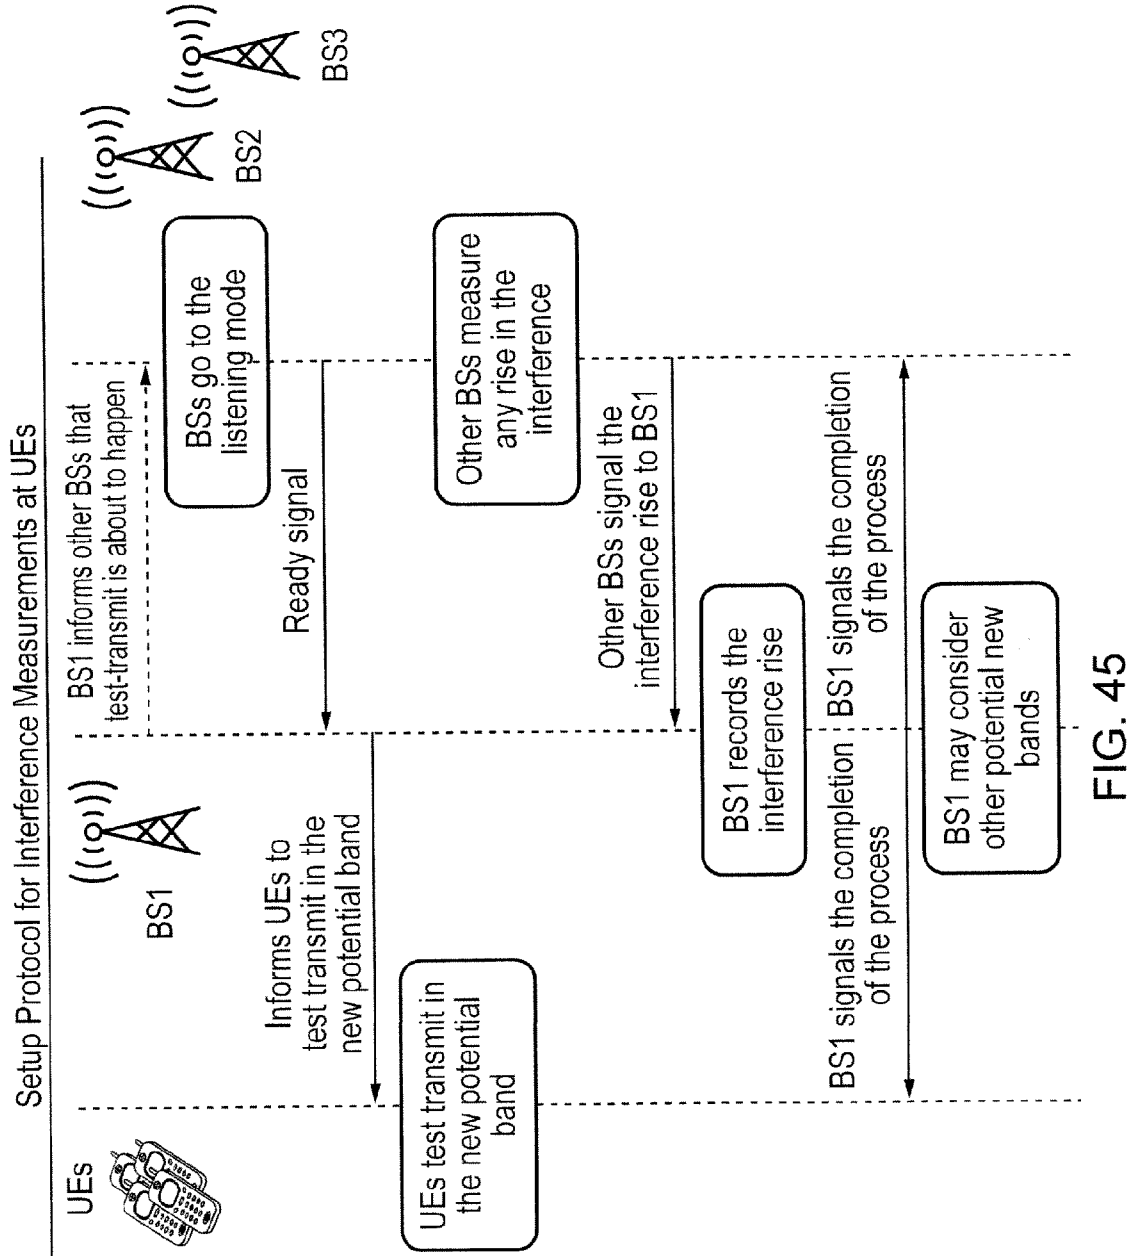 Setup Protocol for Interference Measurements at UEs
UEs
BS1
BS2
BS3
BS1 informs other BSs that
test-transmit is about to happen
BSs go to the
listening mode
Ready signal
Informs UEs to
test transmit in the
new potential band
UEs test transmit in
the new potential
band
Other BSs measure
any rise in the
interference
Other BSs signal the
interference rise to BS1
BS1 records the
interference rise
BS1 signals the completion
of the process
BS1 signals the completion
of the process
BS1 may consider
other potential new
bands
FIG. 45